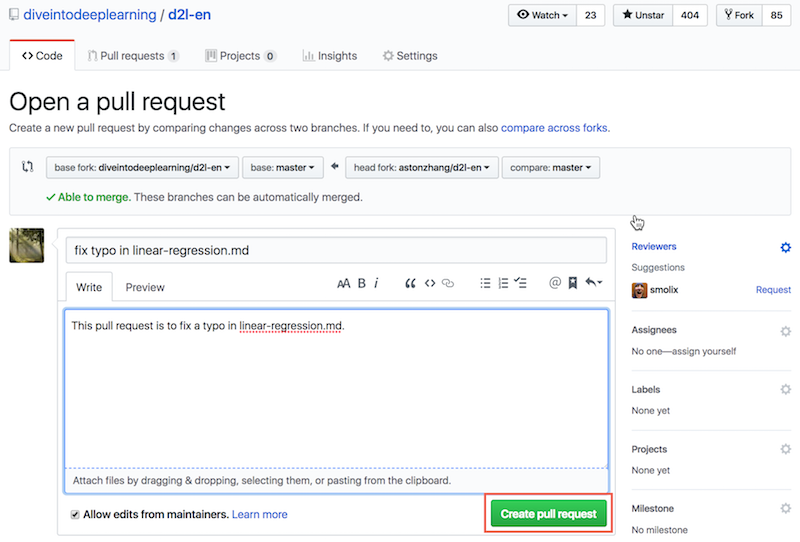 diveintodeeplearning / d2l-en
Watch 23 Unstar 404 Fork 85
Code Pull requests 1 Projects 0 Insights Settings
Open a pull request
Create a new pull request by comparing changes across two branches. If you need to, you can also compare across forks.
base fork: diveintodeeplearning/d2l-en base: master head fork: astonzhang/d2l-en compare: master
Able to merge. These branches can be automatically merged.
fix typo in linear-regression.md
Write Preview AA B i
This pull request is to fix a typo in linear-regression.md.
Attach files by dragging & dropping, selecting them, or pasting from the clipboard.
Allow edits from maintainers. Learn more
Create pull request
Reviewers
Suggestions
smolix Request
Assignees
No one—assign yourself
Labels
None yet
Projects
None yet
Milestone
No milestone